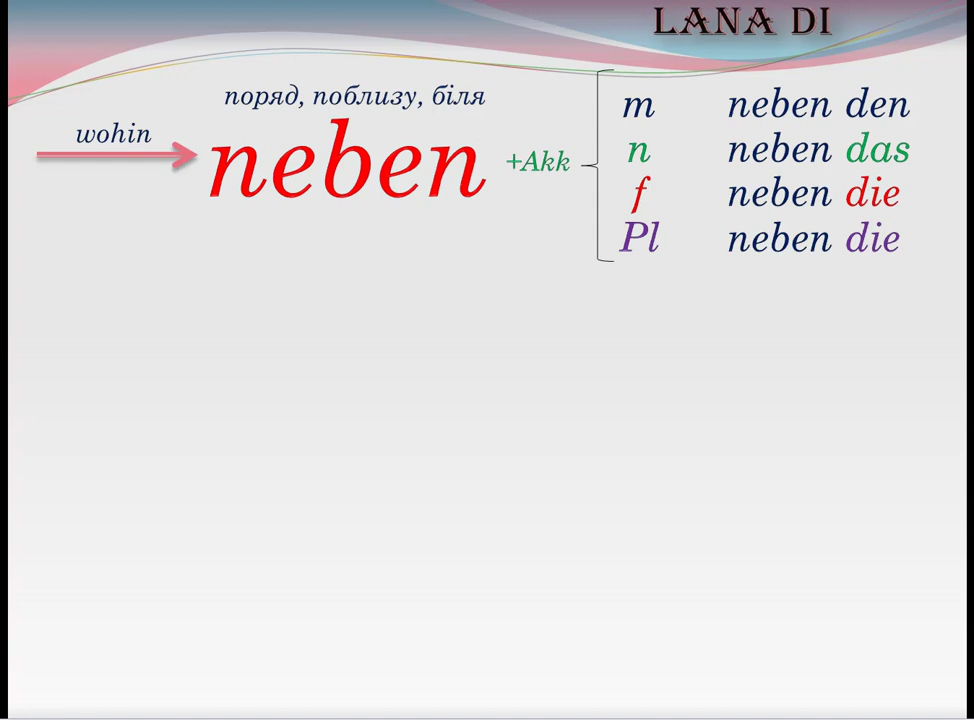 LANA DI
поряд, поблизу, біля
wohin
neben
+Akk
m neben den
n neben das
f neben die
Pl neben die